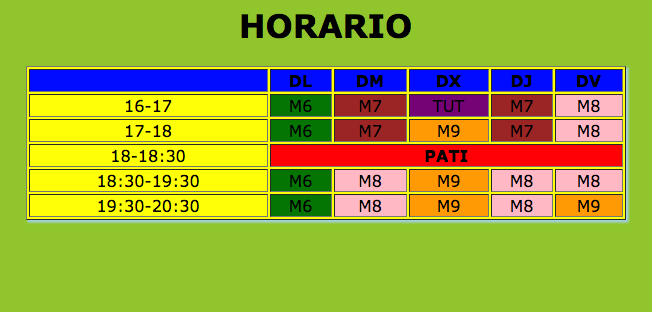 HORARIO
DL DM DX DJ DV
16-17 M6 M7 TUT M7 M8
17-18 M6 M7 M9 M7 M8
18-18:30 PATI
18:30-19:30 M6 M8 M9 M8 M8
19:30-20:30 M6 M8 M9 M8 M9